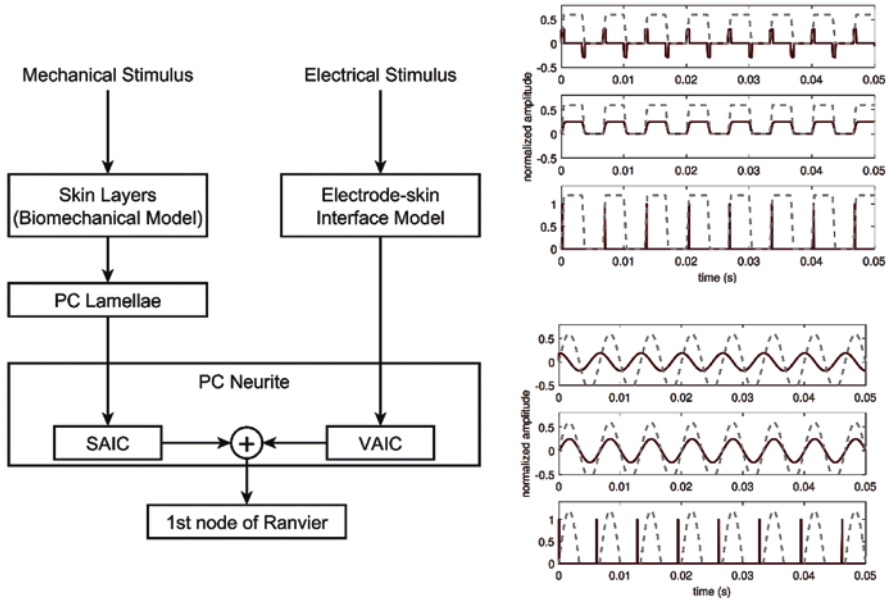 Mechanical Stimulus
Electrical Stimulus
Skin Layers
(Biomechanical Model)
Electrode-skin
Interface Model
PC Lamellae
PC Neurite
SAIC
+
VAIC
1st node of Ranvier
normalized amplitude
0.5
0
-0.5
0 0.01 0.02 0.03 0.04 0.05
0.5
0
-0.5
0 0.01 0.02 0.03 0.04 0.05
1
0.5
0
0 0.01 0.02 0.03 0.04 0.05
time (s)
normalized amplitude
0.5
0
-0.5
0 0.01 0.02 0.03 0.04 0.05
0.5
0
-0.5
0 0.01 0.02 0.03 0.04 0.05
1
0.5
0
0 0.01 0.02 0.03 0.04 0.05
time (s)